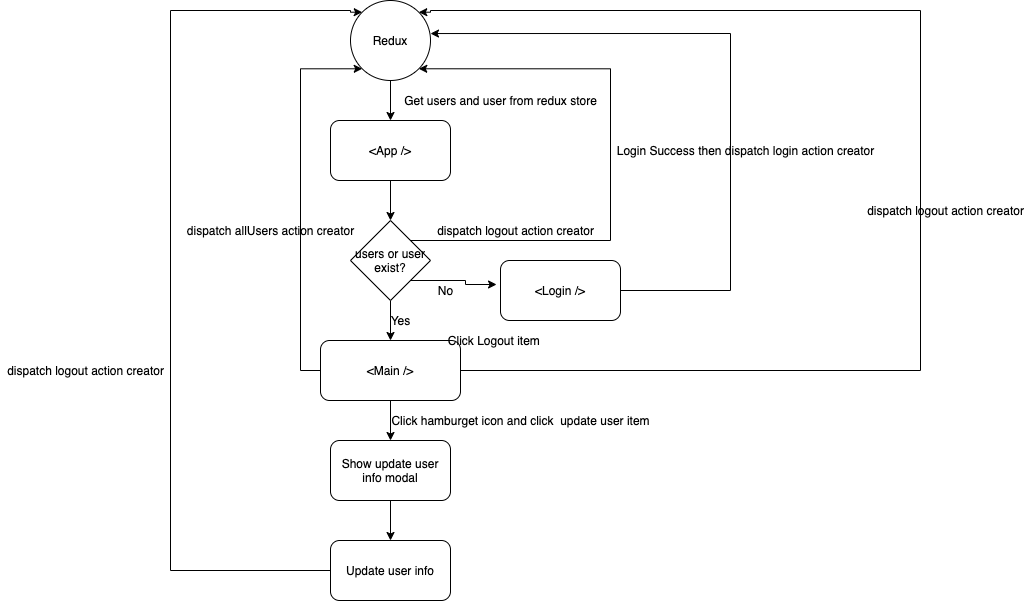 Redux
Get users and user from redux store
<App />
Login Success then dispatch login action creator
dispatch logout action creator
dispatch allUsers action creator
dispatch logout action creator
users or user
exist?
No
<Login />
Yes
Click Logout item
<Main />
dispatch logout action creator
Click hamburget icon and click  update user item
Show update user
info modal
Update user info